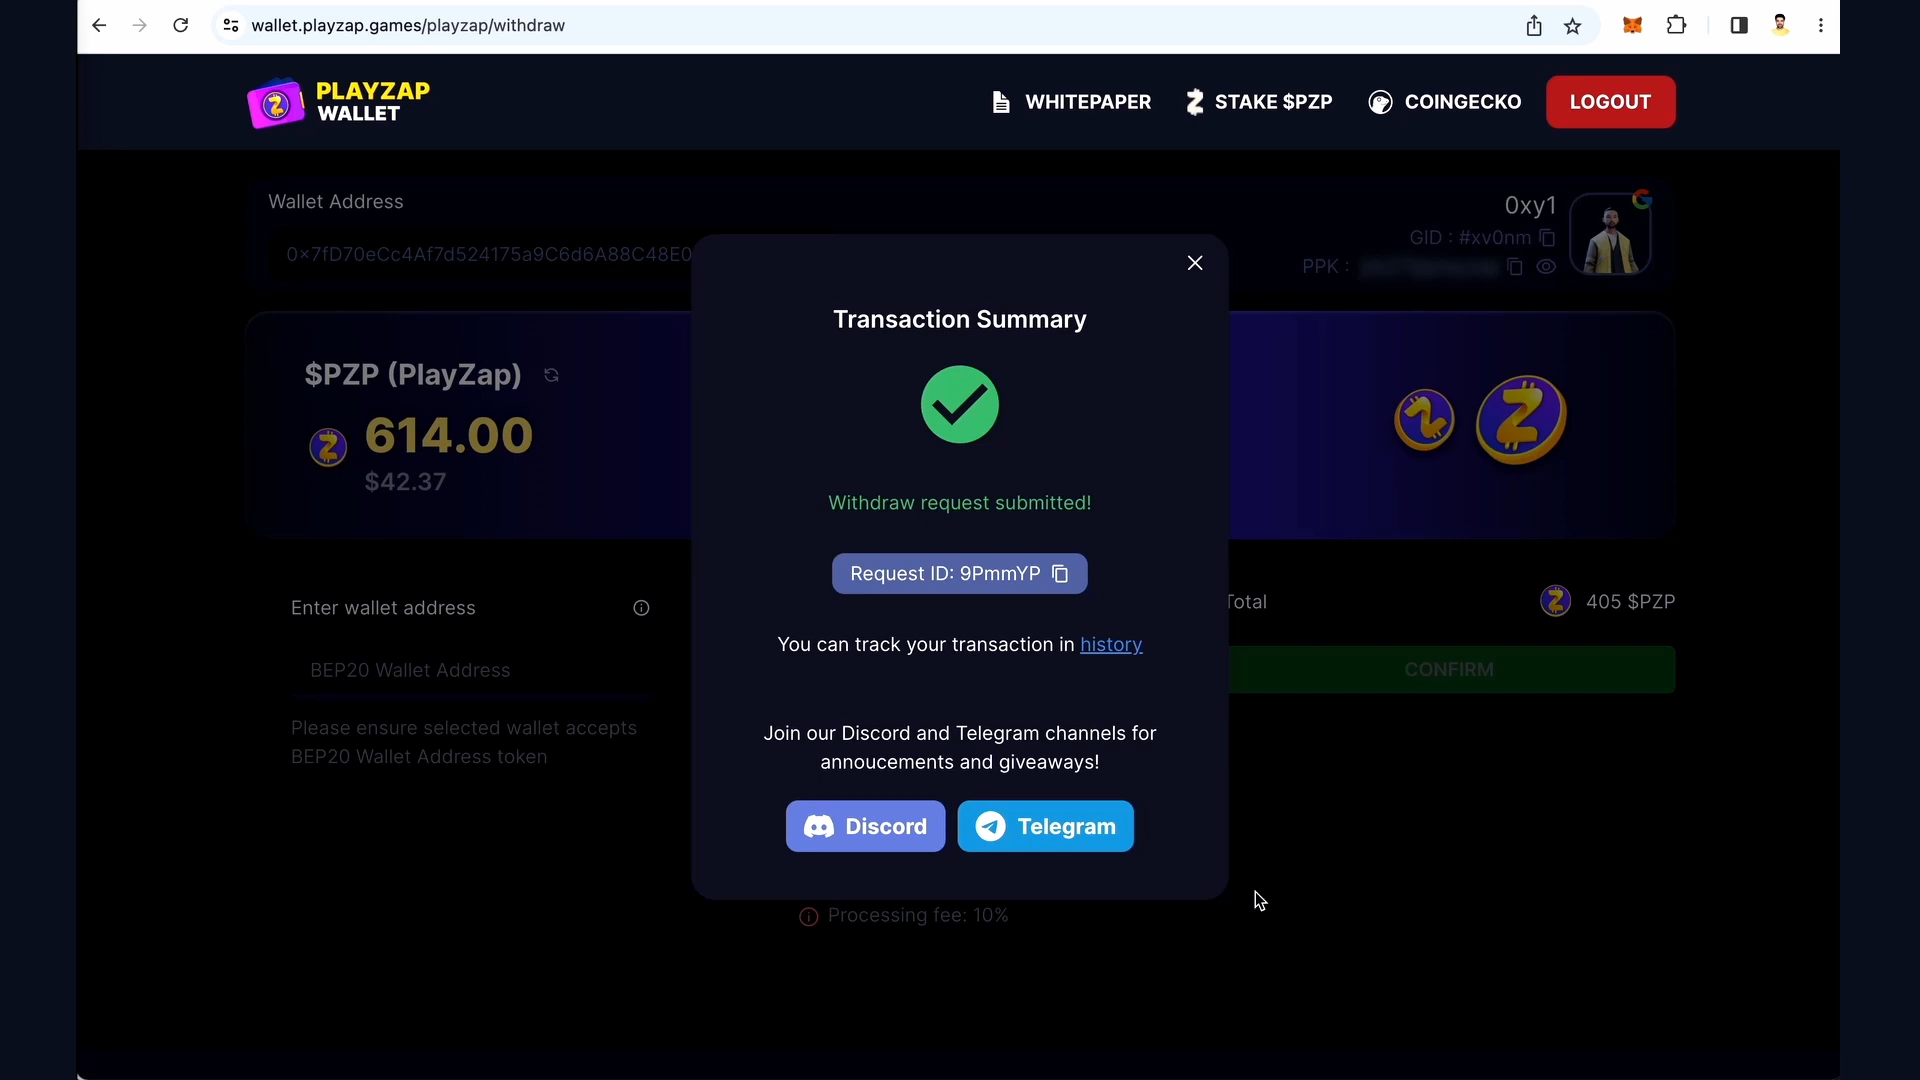 wallet.playzap.games/playzap/withdraw
PLAYZAP
WALLET
WHITEPAPER
STAKE $PZP
COINGECKO
LOGOUT
Wallet Address
0x7fD70eCc4Af7d524175a9C6d6A88C48E0
0xy1
GID : #xv0nm
PPK :
$PZP (PlayZap)
614.00
$42.37
Transaction Summary
Withdraw request submitted!
Request ID: 9PmmYP
You can track your transaction in history
Join our Discord and Telegram channels for
annoucements and giveaways!
Discord
Telegram
Enter wallet address
BEP20 Wallet Address
Please ensure selected wallet accepts
BEP20 Wallet Address token
Total
405 $PZP
CONFIRM
Processing fee: 10%